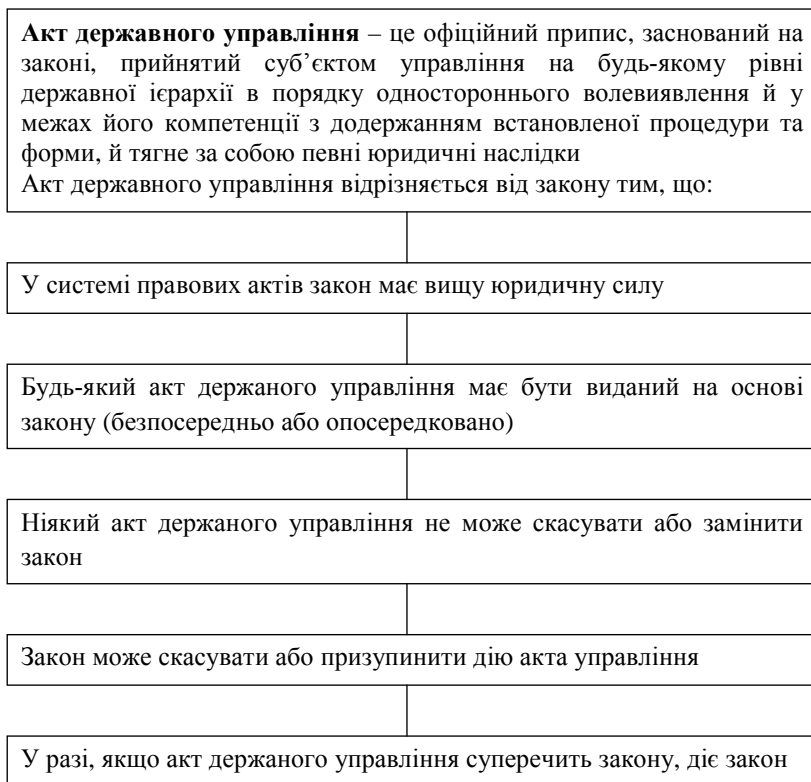 Акт державного управління – це офіційний припис, заснований на
законі, прийнятий суб’єктом управління на будь-якому рівні
державної ієрархії в порядку одностороннього волевиявлення й у
межах його компетенції з додержанням встановленої процедури та
форми, й тягне за собою певні юридичні наслідки
Акт державного управління відрізняється від закону тим, що:
У системі правових актів закон має вищу юридичну силу
Будь-який акт держаного управління має бути виданий на основі
закону (безпосередньо або опосередковано)
Ніякий акт держаного управління не може скасувати або замінити
закон
Закон може скасувати або призупинити дію акта управління
У разі, якщо акт держаного управління суперечить закону, діє закон